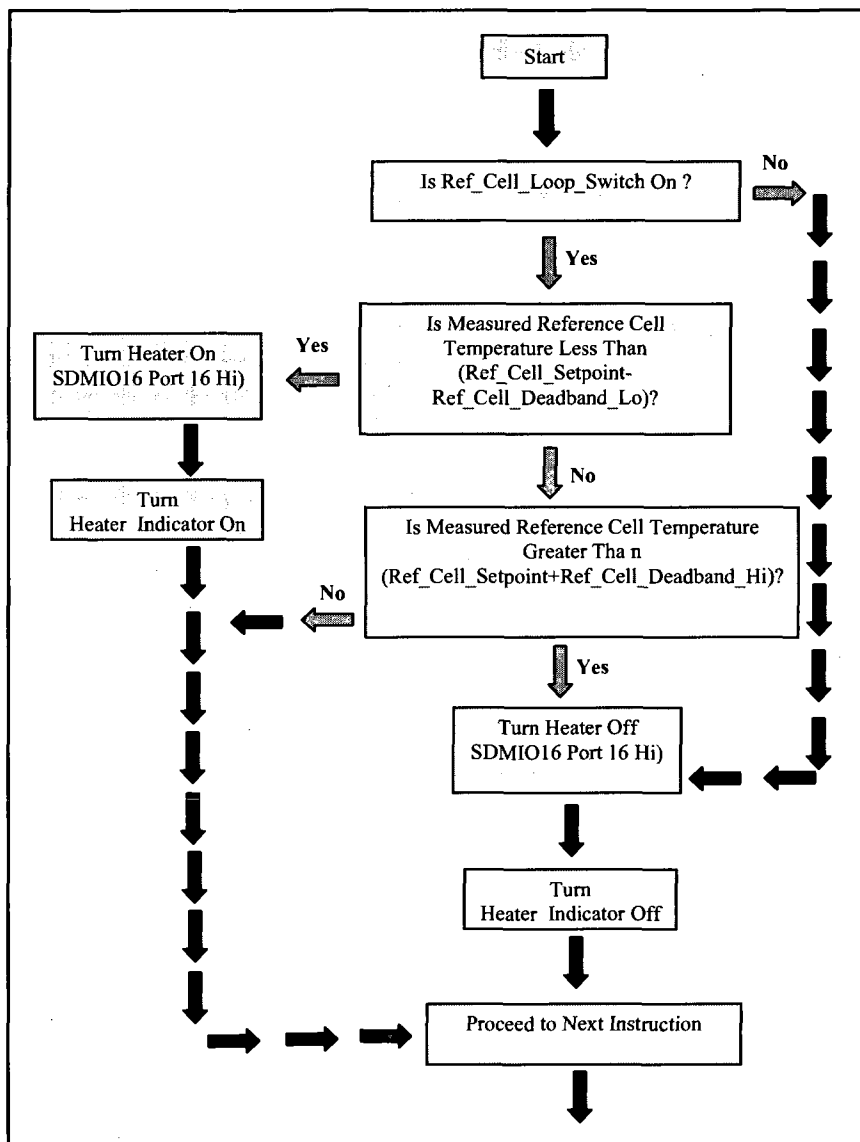 Start
Is Ref_Cell_Loop_Switch On ?
No
Yes
Is Measured Reference Cell
Temperature Less Than
(Ref_Cell_Setpoint-
Ref_Cell_Deadband_Lo)?
Yes
Turn Heater On
SDMIO16 Port 16 Hi)
Turn
Heater Indicator On
No
Is Measured Reference Cell Temperature
Greater Tha n
(Ref_Cell_Setpoint+Ref_Cell_Deadband_Hi)?
No
Yes
Turn Heater Off
SDMIO16 Port 16 Hi)
Turn
Heater Indicator Off
Proceed to Next Instruction